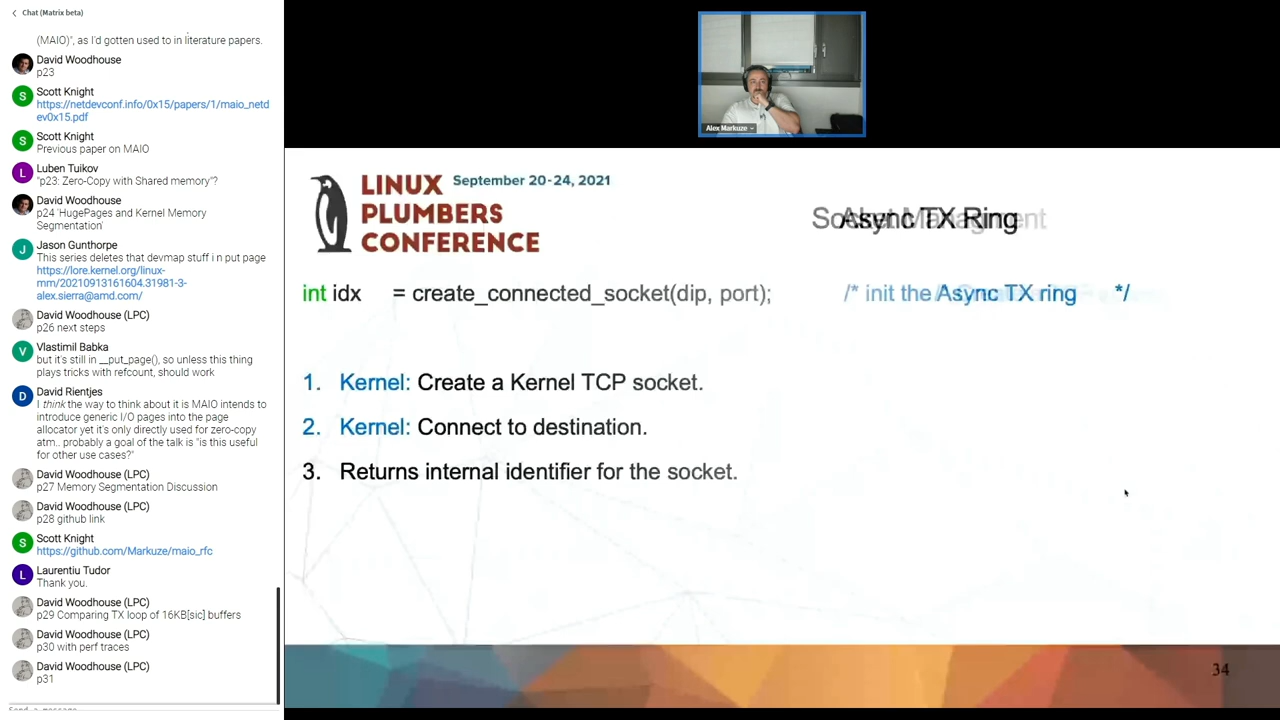 Chat (Matrix beta)
(MAIO)", as I'd gotten used to in literature papers.
David Woodhouse
p23
Scott Knight
https://netdevconf.info/0x15/papers/1/maio_netd
ev0x15.pdf
Scott Knight
Previous paper on MAIO
Luben Tuikov
"p23: Zero-Copy with Shared memory"?
David Woodhouse
p24 'HugePages and Kernel Memory
Segmentation'
Jason Gunthorpe
This series deletes that devmap stuff i n put page
https://lore.kernel.org/linux-
mm/20210913161604.31981-3-
alex.sierra@amd.com/
David Woodhouse (LPC)
p26 next steps
Vlastimil Babka
but it's still in __put_page(), so unless this thing
plays tricks with refcount, should work
David Rientjes
I think the way to think about it is MAIO intends to
introduce generic I/O pages into the page
allocator yet it's only directly used for zero-copy
atm.. probably a goal of the talk is "is this useful
for other use cases?"
David Woodhouse (LPC)
p27 Memory Segmentation Discussion
David Woodhouse (LPC)
p28 github link
Scott Knight
https://github.com/Markuze/maio_rfc
Laurentiu Tudor
Thank you.
David Woodhouse (LPC)
p29 Comparing TX loop of 16KB[sic] buffers
David Woodhouse (LPC)
p30 with perf traces
David Woodhouse (LPC)
p31
Send a message
Alex Markuze
LINUX
PLUMBERS
CONFERENCE
September 20-24, 2021
Socket Management
Async TX Ring
int idx = create_connected_socket(dip, port); /* init the Async TX ring */
1. Kernel: Create a Kernel TCP socket.
2. Kernel: Connect to destination.
3. Returns internal identifier for the socket.
34